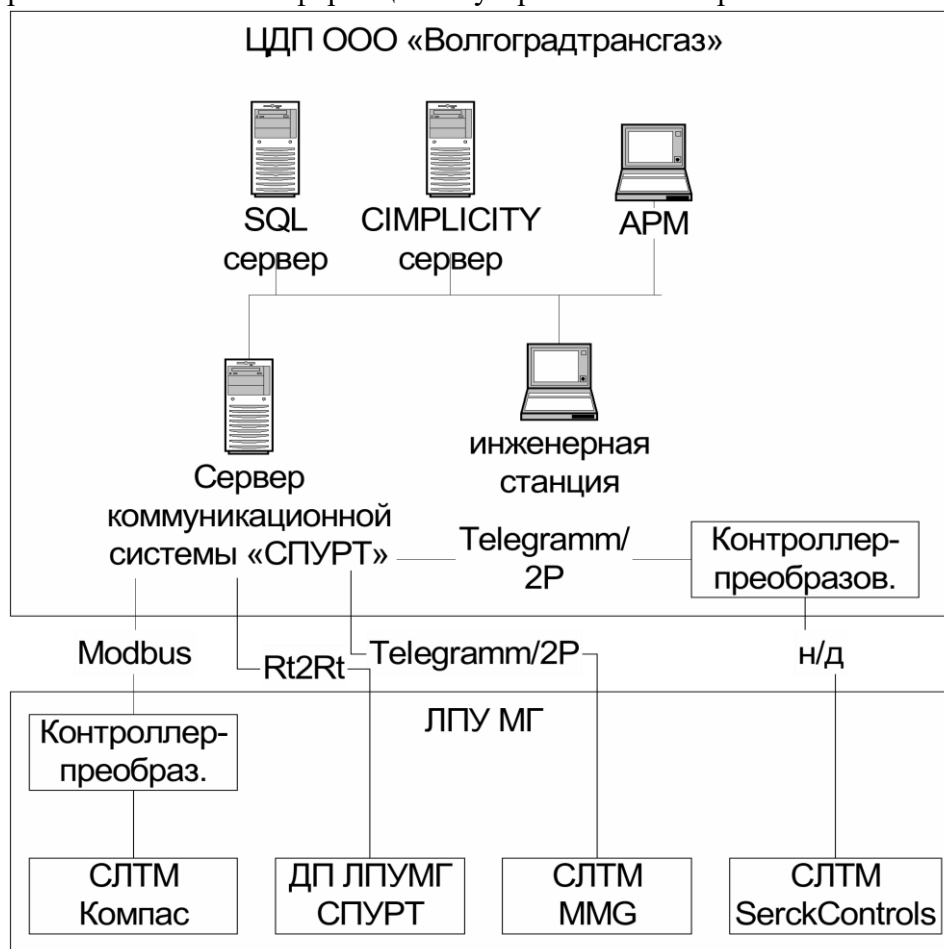 ЦДП ООО «Волгоградтрансгаз»
SQL
сервер
CIMPLICITY
сервер
АРМ
Сервер
коммуникационной
системы «СПУРТ»
инженерная
станция
Telegramm/
2P
Контроллер-
преобразов.
Modbus
Rt2Rt
Telegramm/2P
н/д
ЛПУ МГ
Контроллер-
преобраз.
СЛТМ
Компас
ДП ЛПУМГ
СПУРТ
СЛТМ
MMG
СЛТМ
SerckControls